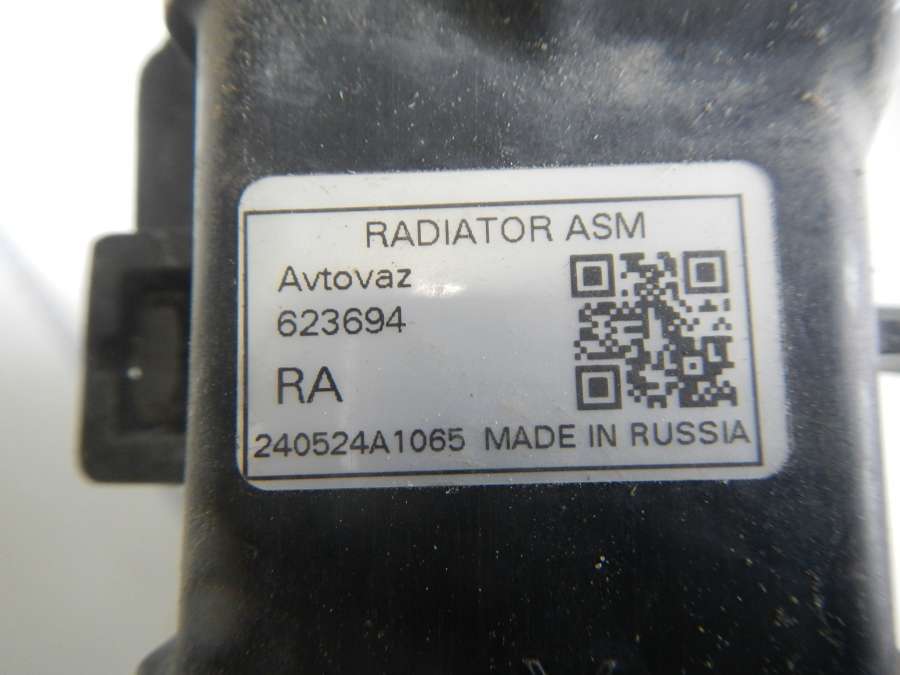 RADIATOR ASM
Avtovaz
623694
RA
240524A1065 MADE IN RUSSIA